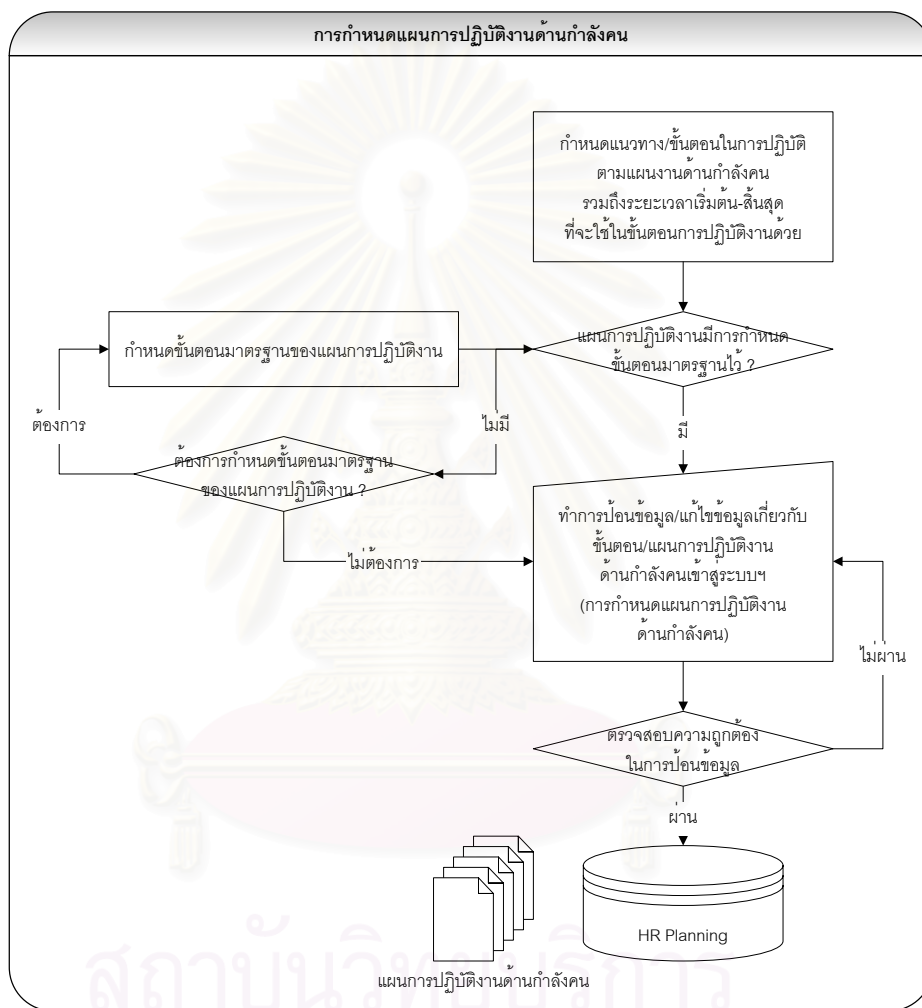 การกำหนดแผนการปฏิบัติงานด้านกำลังคน
กำหนดแนวทาง/ขั้นตอนในการปฏิบัติ
ตามแผนงานด้านกำลังคน
รวมถึงระยะเวลาเริ่มต้น-สิ้นสุด
ที่จะใช้ในขั้นตอนการปฏิบัติงานด้วย
แผนการปฏิบัติงานมีการกำหนด
ขั้นตอนมาตรฐานไว้ ?
กำหนดขั้นตอนมาตรฐานของแผนการปฏิบัติงาน
ต้องการ
ไม่มี
มี
ต้องการกำหนดขั้นตอนมาตรฐาน
ของแผนการปฏิบัติงาน ?
ไม่ต้องการ
ทำการป้อนข้อมูล/แก้ไขข้อมูลเกี่ยวกับ
ขั้นตอน/แผนการปฏิบัติงาน
ด้านกำลังคนเข้าสู่ระบบฯ
(การกำหนดแผนการปฏิบัติงาน
ด้านกำลังคน)
ไม่ผ่าน
ตรวจสอบความถูกต้อง
ในการป้อนข้อมูล
ผ่าน
HR Planning
แผนการปฏิบัติงานด้านกำลังคน
สถาบันวิทยบริการ